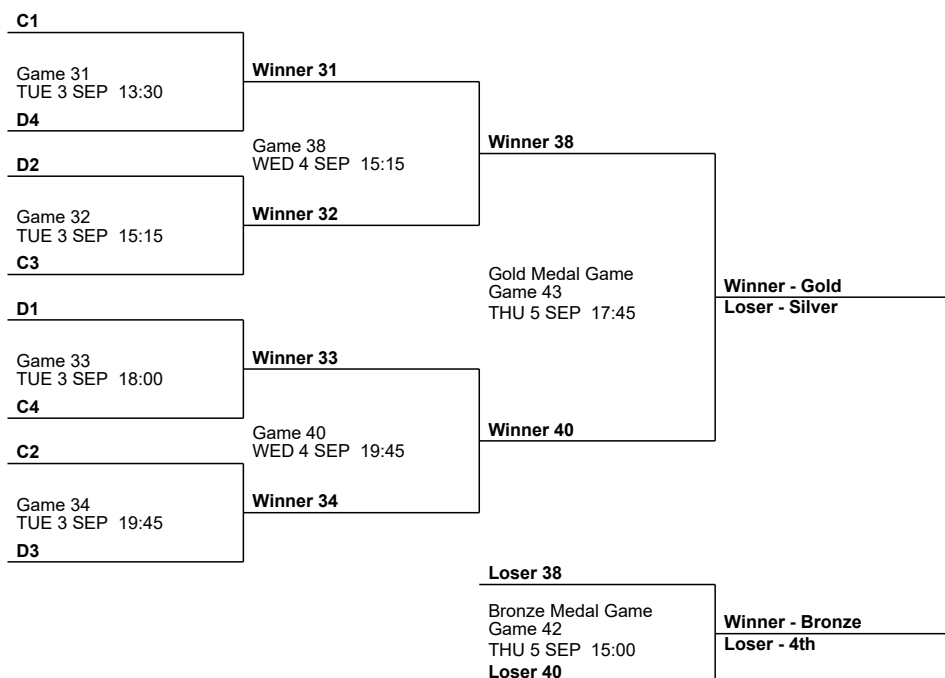 C1
Game 31
TUE 3 SEP 13:30
D4
Winner 31
D2
Game 32
TUE 3 SEP 15:15
C3
Winner 32
Game 38
WED 4 SEP 15:15
Winner 38
D1
Game 33
TUE 3 SEP 18:00
C4
Winner 33
C2
Game 34
TUE 3 SEP 19:45
D3
Winner 34
Game 40
WED 4 SEP 19:45
Winner 40
Gold Medal Game
Game 43
THU 5 SEP 17:45
Winner - Gold
Loser - Silver
Loser 38
Bronze Medal Game
Game 42
THU 5 SEP 15:00
Loser 40
Winner - Bronze
Loser - 4th